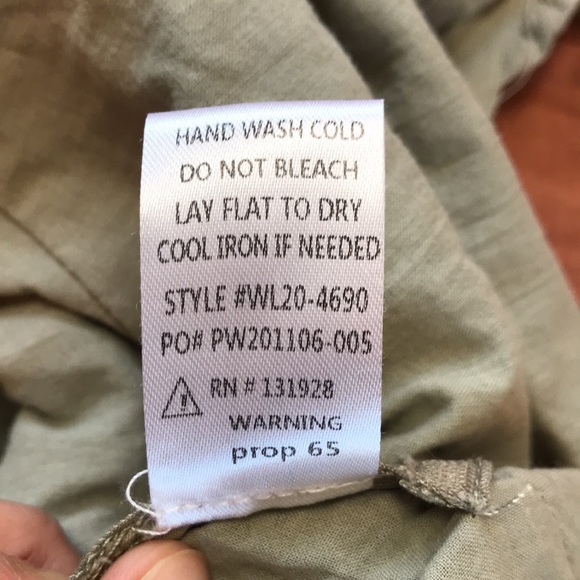 HAND WASH COLD
DO NOT BLEACH
LAY FLAT TO DRY
COOL IRON IF NEEDED
STYLE #WL20-4690
PO# PW201106-005
RN # 131928
WARNING
prop 65